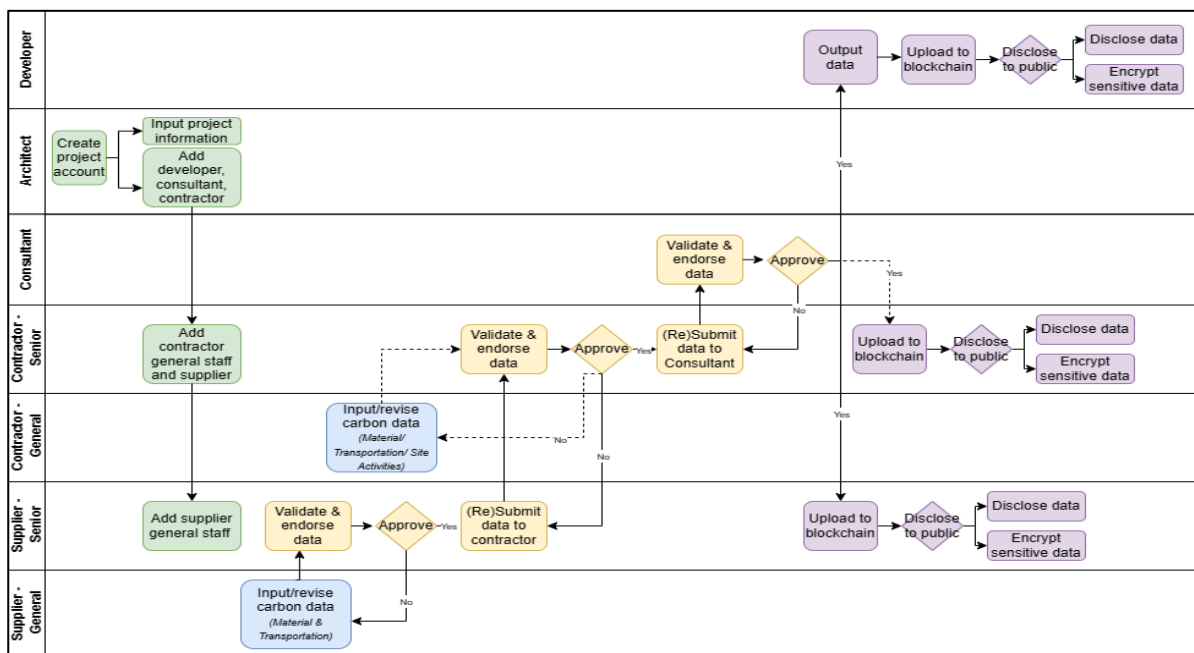 Developer
Output
data
Upload to
blockchain
Disclose
to public
Disclose data
Encrypt
sensitive data
Yes
Architect
Create
project
account
Input project
information
Add
developer,
consultant,
contractor
Consultant
Validate &
endorse
data
Approve
Yes
No
Contractor -
Senior
Add
contractor
general staff
and supplier
Validate &
endorse
data
Approve
Yes
(Re)Submit
data to
Consultant
Upload to
blockchain
Disclose
to public
Disclose data
Encrypt
sensitive data
Contractor -
General
Input/revise
carbon data
(Material/
Transportation/ Site
Activities)
No
No
Yes
Supplier -
Senior
Add supplier
general staff
Validate &
endorse
data
Approve
Yes
(Re)Submit
data to
contractor
Upload to
blockchain
Disclose
to public
Disclose data
Encrypt
sensitive data
Supplier -
General
Input/revise
carbon data
(Material &
Transportation)
No